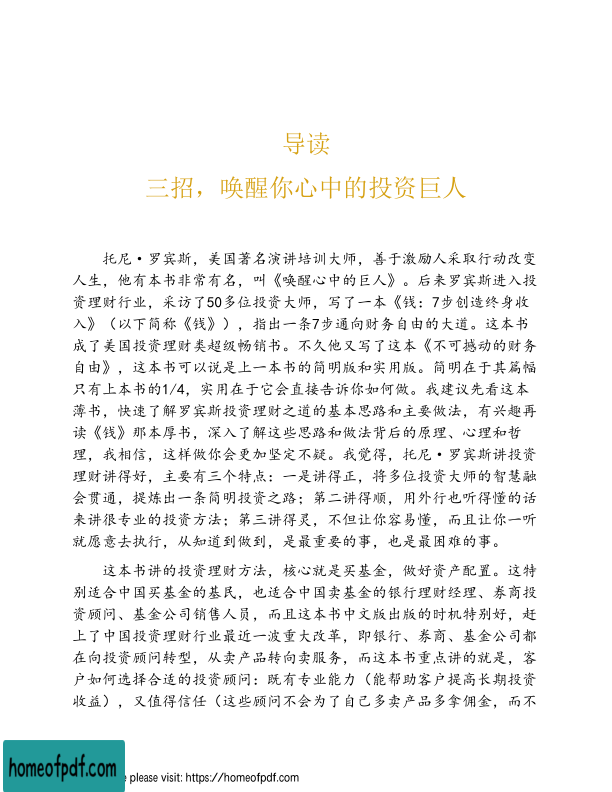 导读
三招，唤醒你心中的投资巨人
托尼·罗宾斯，美国著名演讲培训大师，善于激励人采取行动改变
人生，他有本书非常有名，叫《唤醒心中的巨人》。后来罗宾斯进入投
资理财行业，采访了50多位投资大师，写了一本《钱：7步创造终身收
入》（以下简称《钱》），指出一条7步通向财务自由的大道。这本书
成了美国投资理财类超级畅销书。不久他又写了这本《不可撼动的财务
自由》，这本书可以说是上一本书的简明版和实用版。简明在于其篇幅
只有上本书的1/4，实用在于它会直接告诉你如何做。我建议先看这本
薄书，快速了解罗宾斯投资理财之道的基本思路和主要做法，有兴趣再
读《钱》那本厚书，深入了解这些思路和做法背后的原理、心理和哲
理，我相信，这样做你会更加坚定不疑。我觉得，托尼·罗宾斯讲投资
理财讲得好，主要有三个特点：一是讲得正，将多位投资大师的智慧融
会贯通，提炼出一条简明投资之路；第二讲得顺，用外行也听得懂的话
来讲很专业的投资方法；第三讲得灵，不但让你容易懂，而且让你一听
就愿意去执行，从知道到做到，是最重要的事，也是最困难的事。
这本书讲的投资理财方法，核心就是买基金，做好资产配置。这特
别适合中国买基金的基民，也适合中国卖基金的银行理财经理、券商投
资顾问、基金公司销售人员，而且这本书中文版出版的时机特别好，赶
上了中国投资理财行业最近一波重大改革，即银行、券商、基金公司都
在向投资顾问转型，从卖产品转向卖服务，而这本书重点讲的就是，客
户如何选择合适的投资顾问：既有专业能力（能帮助客户提高长期投资
收益），又值得信任（这些顾问不会为了自己多卖产品多拿佣金，而不
homeofpdf.com
please visit: https://homeofpdf.com